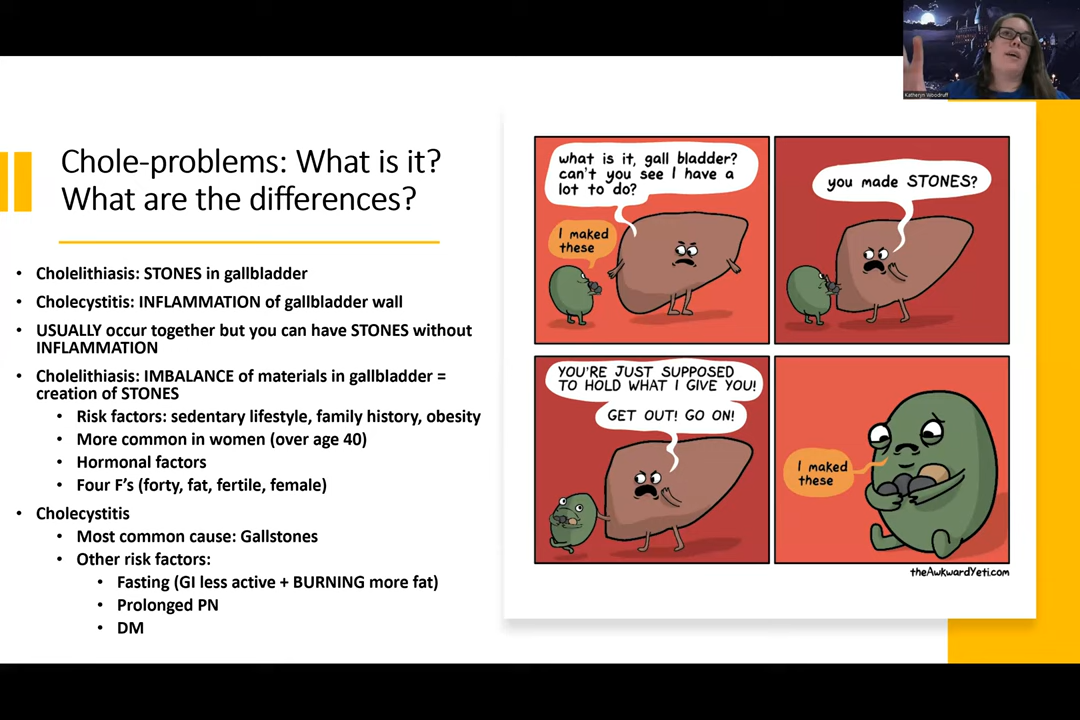 Katheryn Woodruff
Chole-problems: What is it?
What are the differences?
• Cholelithiasis: STONES in gallbladder
• Cholecystitis: INFLAMMATION of gallbladder wall
• USUALLY occur together but you can have STONES without
INFLAMMATION
• Cholelithiasis: IMBALANCE of materials in gallbladder =
creation of STONES
• Risk factors: sedentary lifestyle, family history, obesity
• More common in women (over age 40)
• Hormonal factors
• Four F's (forty, fat, fertile, female)
• Cholecystitis
• Most common cause: Gallstones
• Other risk factors:
• Fasting (GI less active + BURNING more fat)
• Prolonged PN
• DM
what is it, gall bladder?
can't you see I have a
lot to do?
I maked
these
you made STONES?
YOU'RE JUST SUPPOSED
TO HOLD WHAT I GIVE YOU!
GET OUT! GO ON!
I maked
these
theAwkwardYeti.com